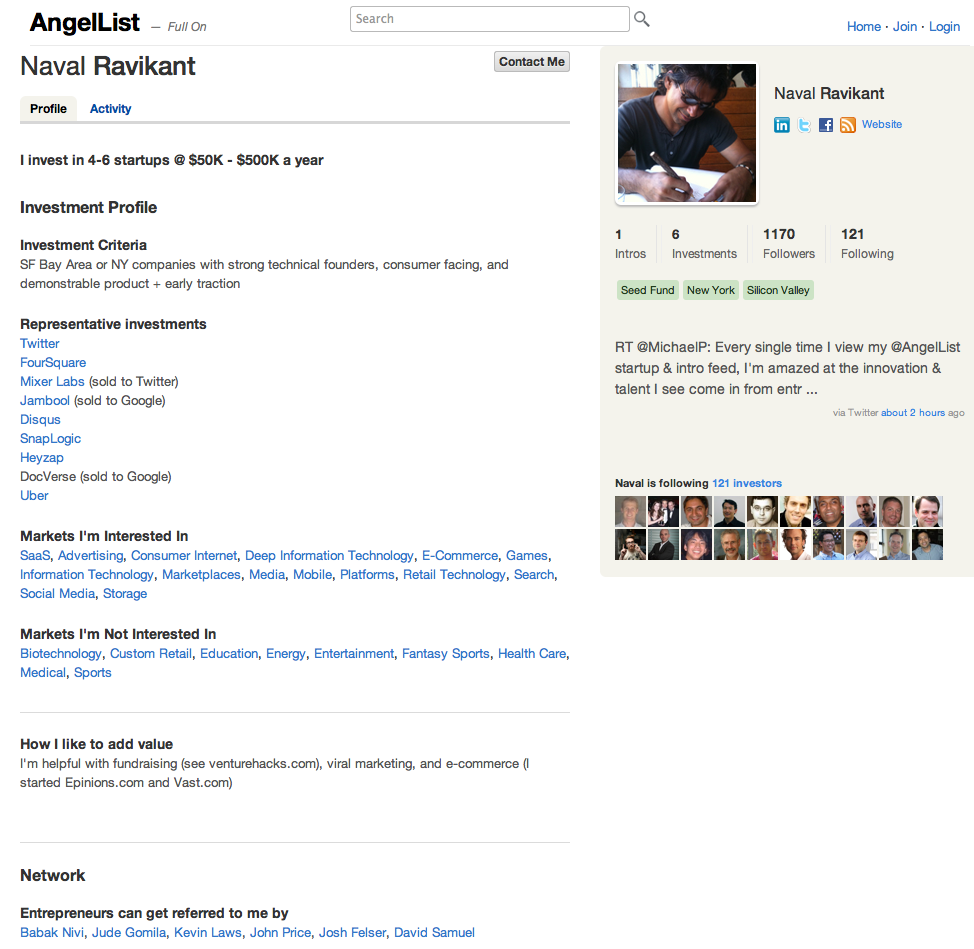 AngelList — Full On
Search
Home · Join · Login
Naval Ravikant
Contact Me
Profile
Activity
I invest in 4-6 startups @ $50K - $500K a year
Investment Profile
Investment Criteria
SF Bay Area or NY companies with strong technical founders, consumer facing, and
demonstrable product + early traction
Representative investments
Twitter
FourSquare
Mixer Labs (sold to Twitter)
Jambool (sold to Google)
Disqus
SnapLogic
Heyzap
DocVerse (sold to Google)
Uber
Markets I'm Interested In
SaaS, Advertising, Consumer Internet, Deep Information Technology, E-Commerce, Games,
Information Technology, Marketplaces, Media, Mobile, Platforms, Retail Technology, Search,
Social Media, Storage
Markets I'm Not Interested In
Biotechnology, Custom Retail, Education, Energy, Entertainment, Fantasy Sports, Health Care,
Medical, Sports
How I like to add value
I'm helpful with fundraising (see venturehacks.com), viral marketing, and e-commerce (I
started Epinions.com and Vast.com)
Network
Entrepreneurs can get referred to me by
Babak Nivi, Jude Gomila, Kevin Laws, John Price, Josh Felser, David Samuel
Naval Ravikant
in t f Website
1 6 1170 121
Intros Investments Followers Following
Seed Fund New York Silicon Valley
RT @MichaelP: Every single time I view my @AngelList
startup & intro feed, I'm amazed at the innovation &
talent I see come in from entr ...
via Twitter about 2 hours ago
Naval is following 121 investors